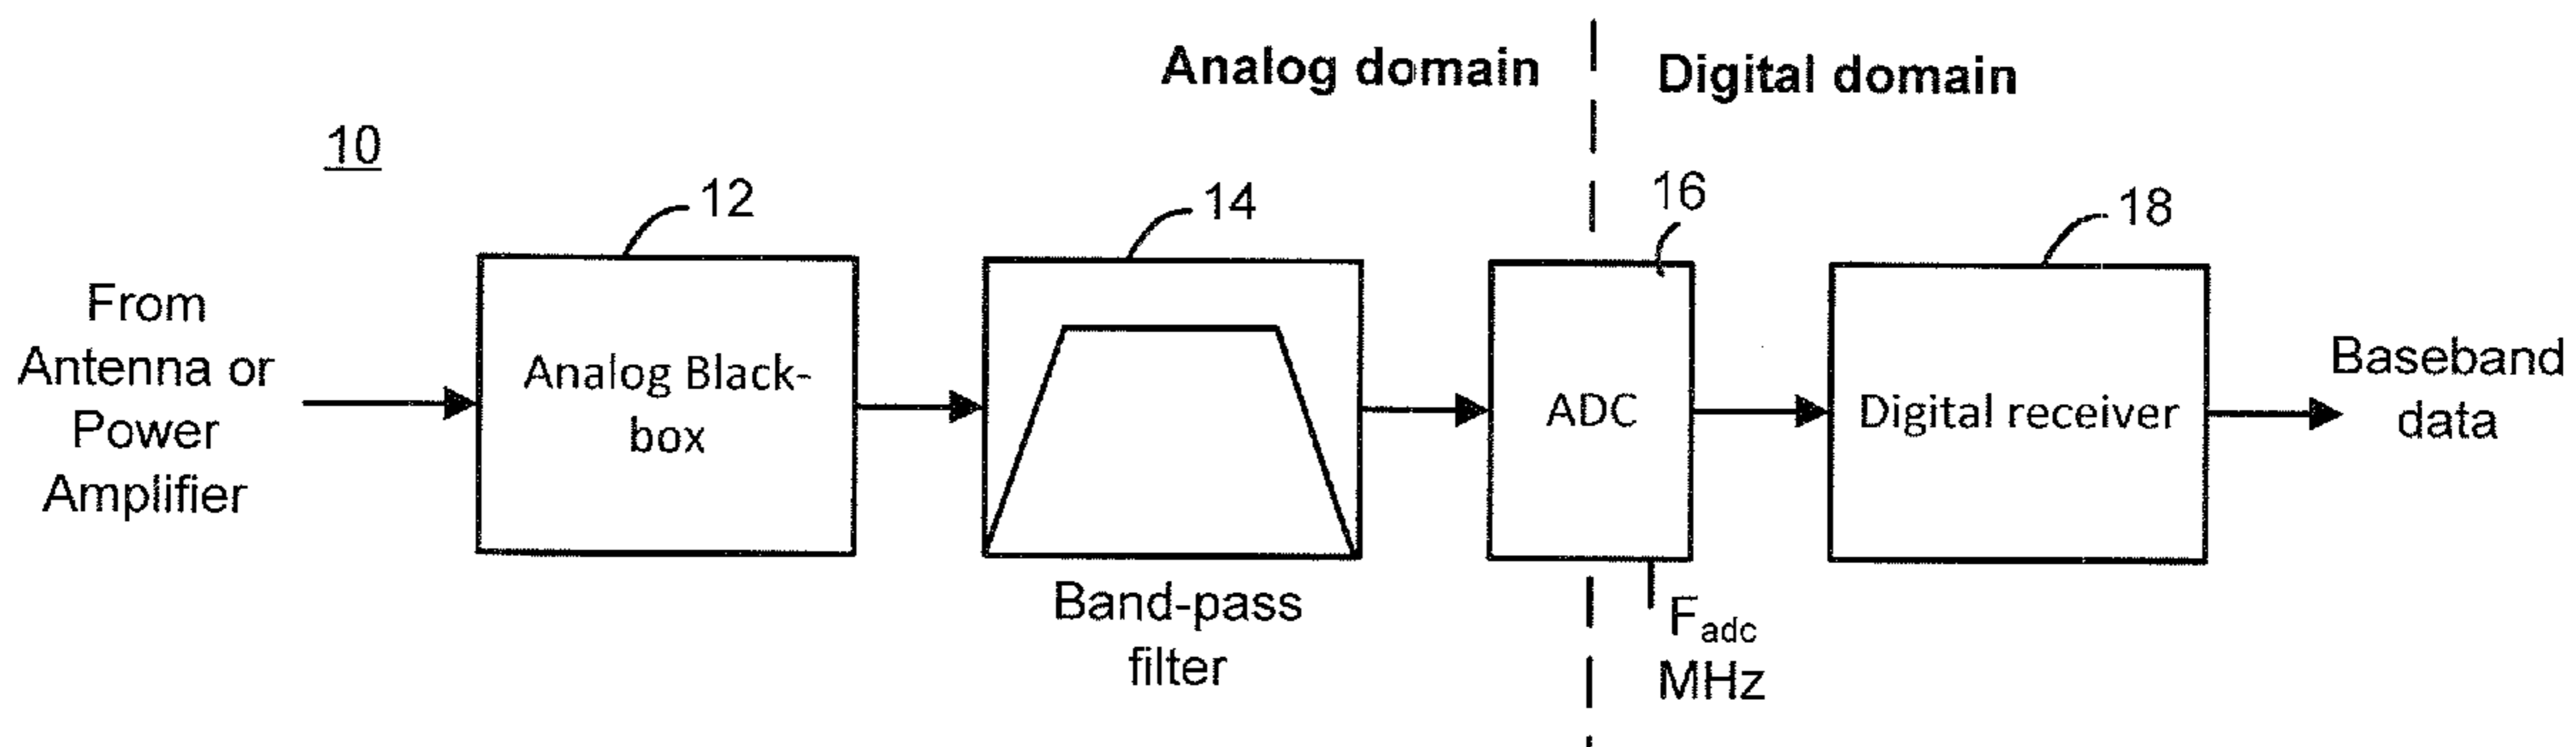 Analog domain
Digital domain
10
12
14
16
18
From
Antenna or
Power
Amplifier
Analog Black-
box
Band-pass
filter
ADC
F_adc
MHz
Digital receiver
Baseband
data